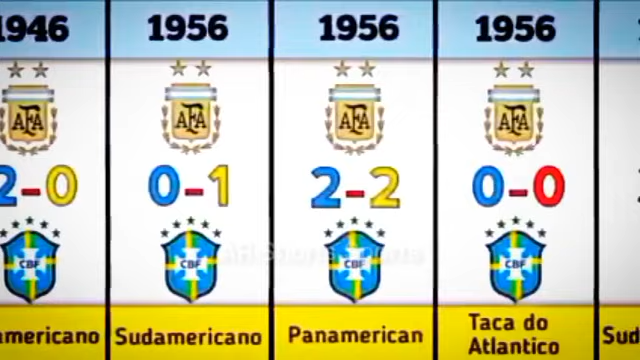 1946
1956
1956
1956
AFA
AFA
AFA
AFA
2-0
0-1
2-2
0-0
CBF
CBF
CBF
CBF
americano
Sudamericano
Panamerican
Taca do
Atlantico
Sud